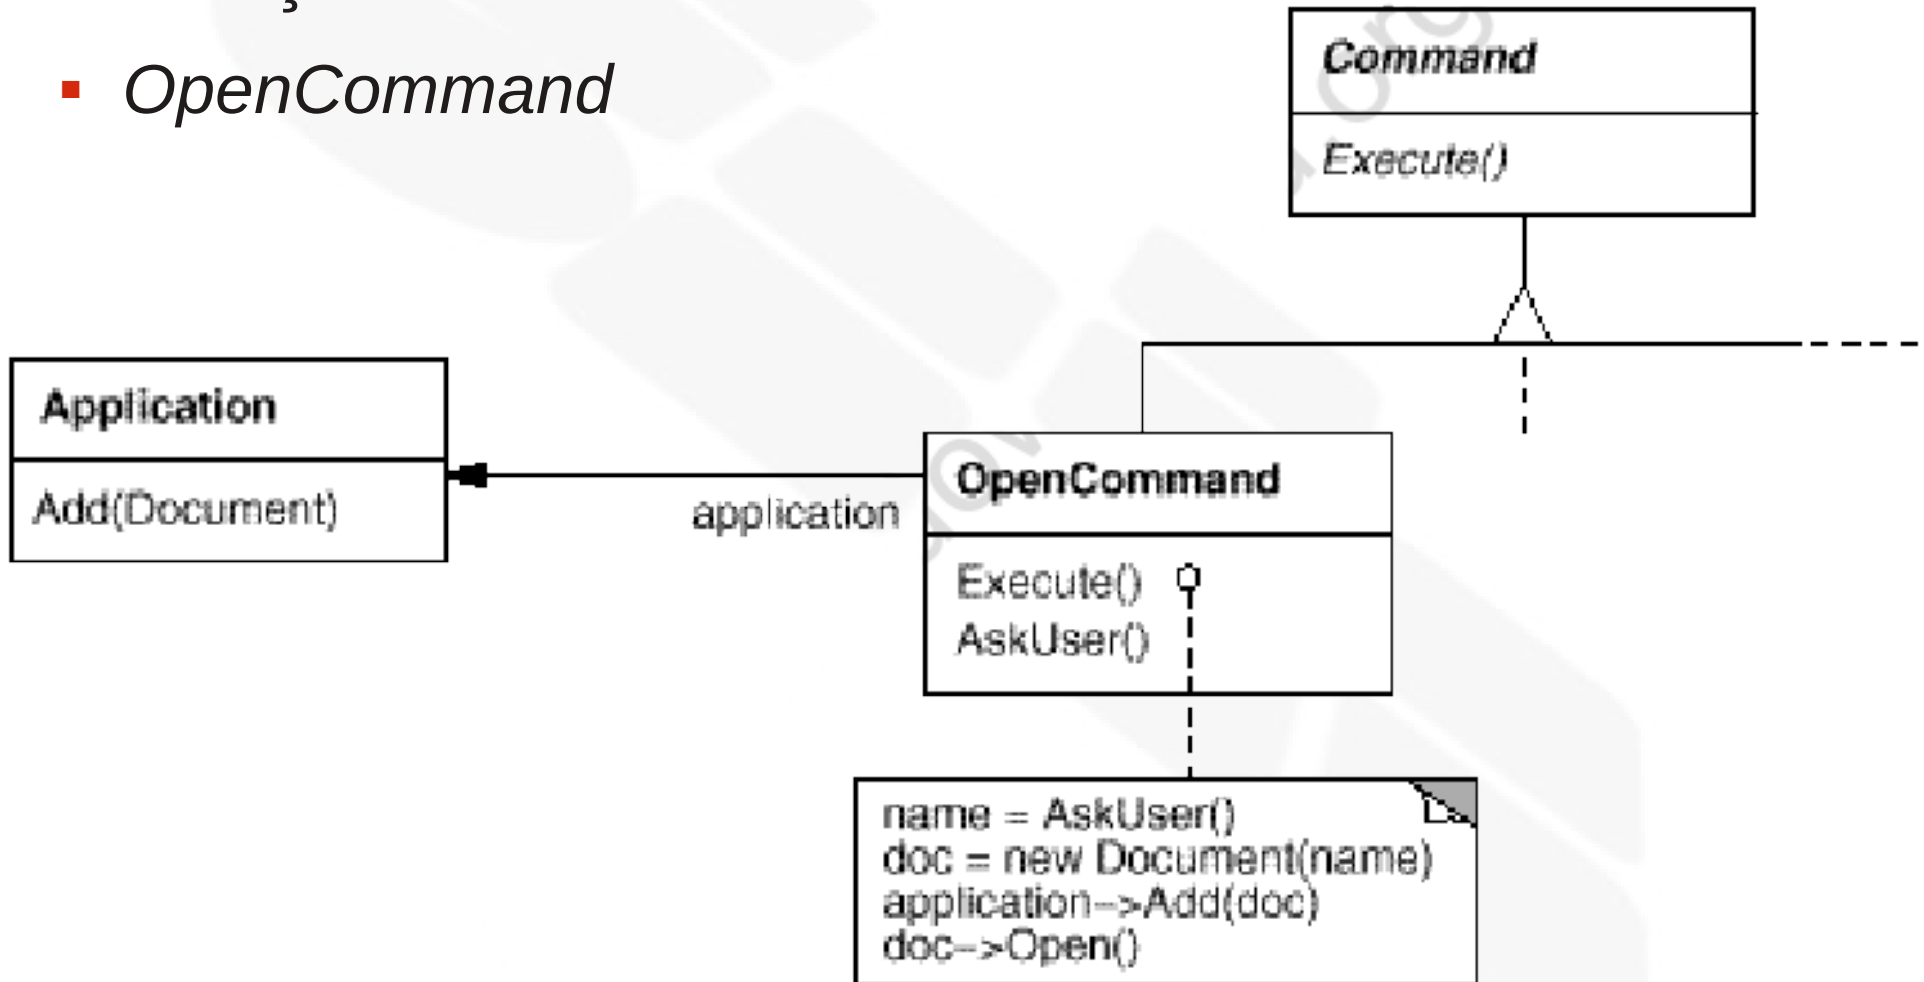 OpenCommand
Command
Execute()
Application
Add(Document)
application
OpenCommand
Execute()
AskUser()
name = AskUser()
doc = new Document(name)
application->Add(doc)
doc->Open()